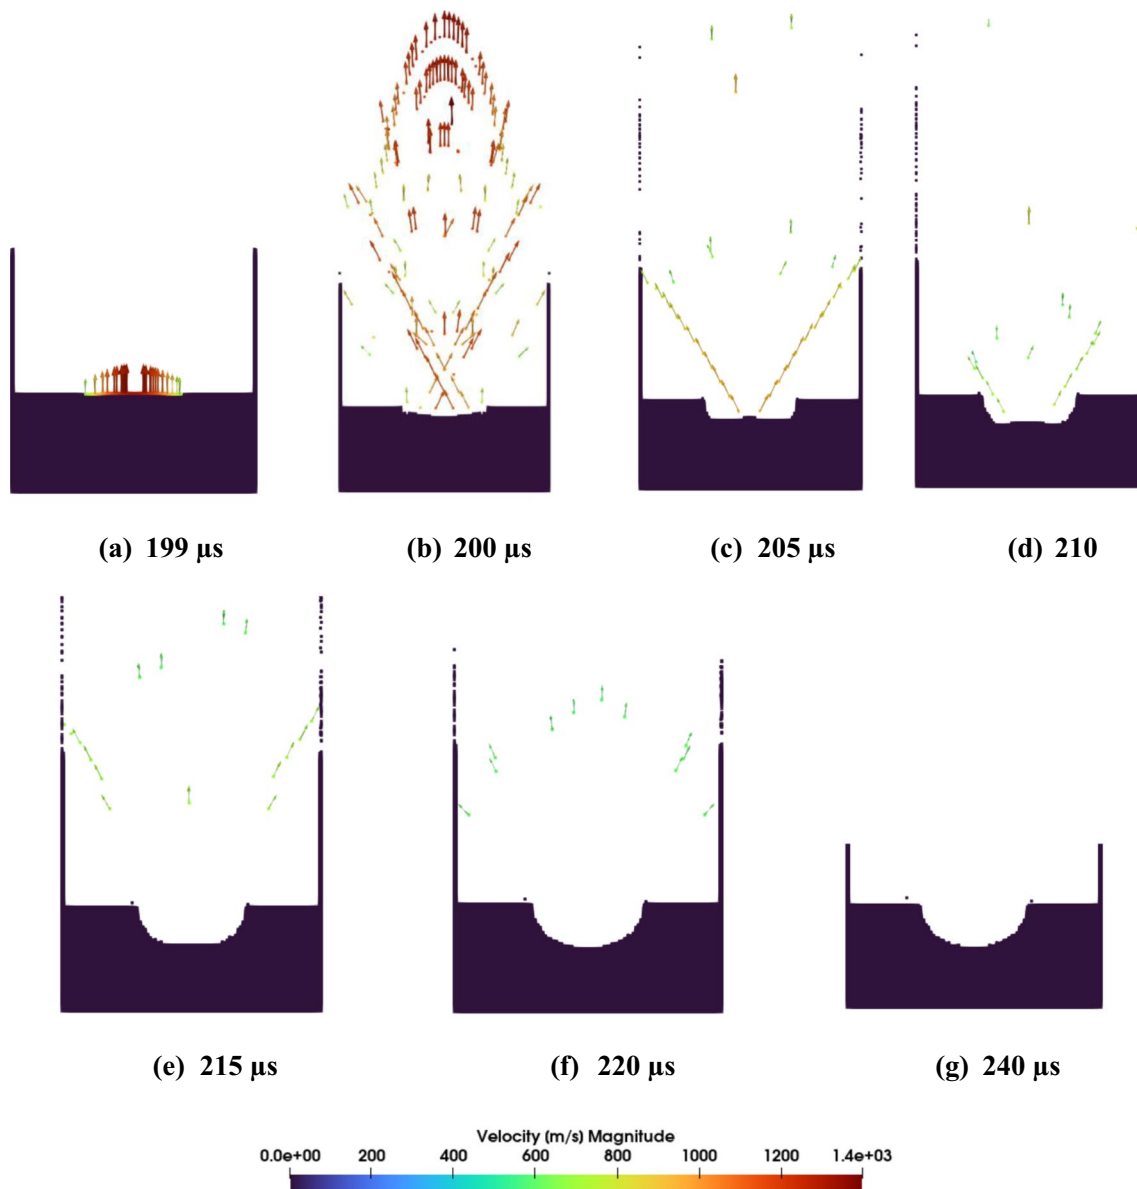 (a) 199 µs
(b) 200 µs
(c) 205 µs
(d) 210
(e) 215 µs
(f) 220 µs
(g) 240 µs
Velocity (m/s) Magnitude
0.0e+00 200 400 600 800 1000 1200 1.4e+03